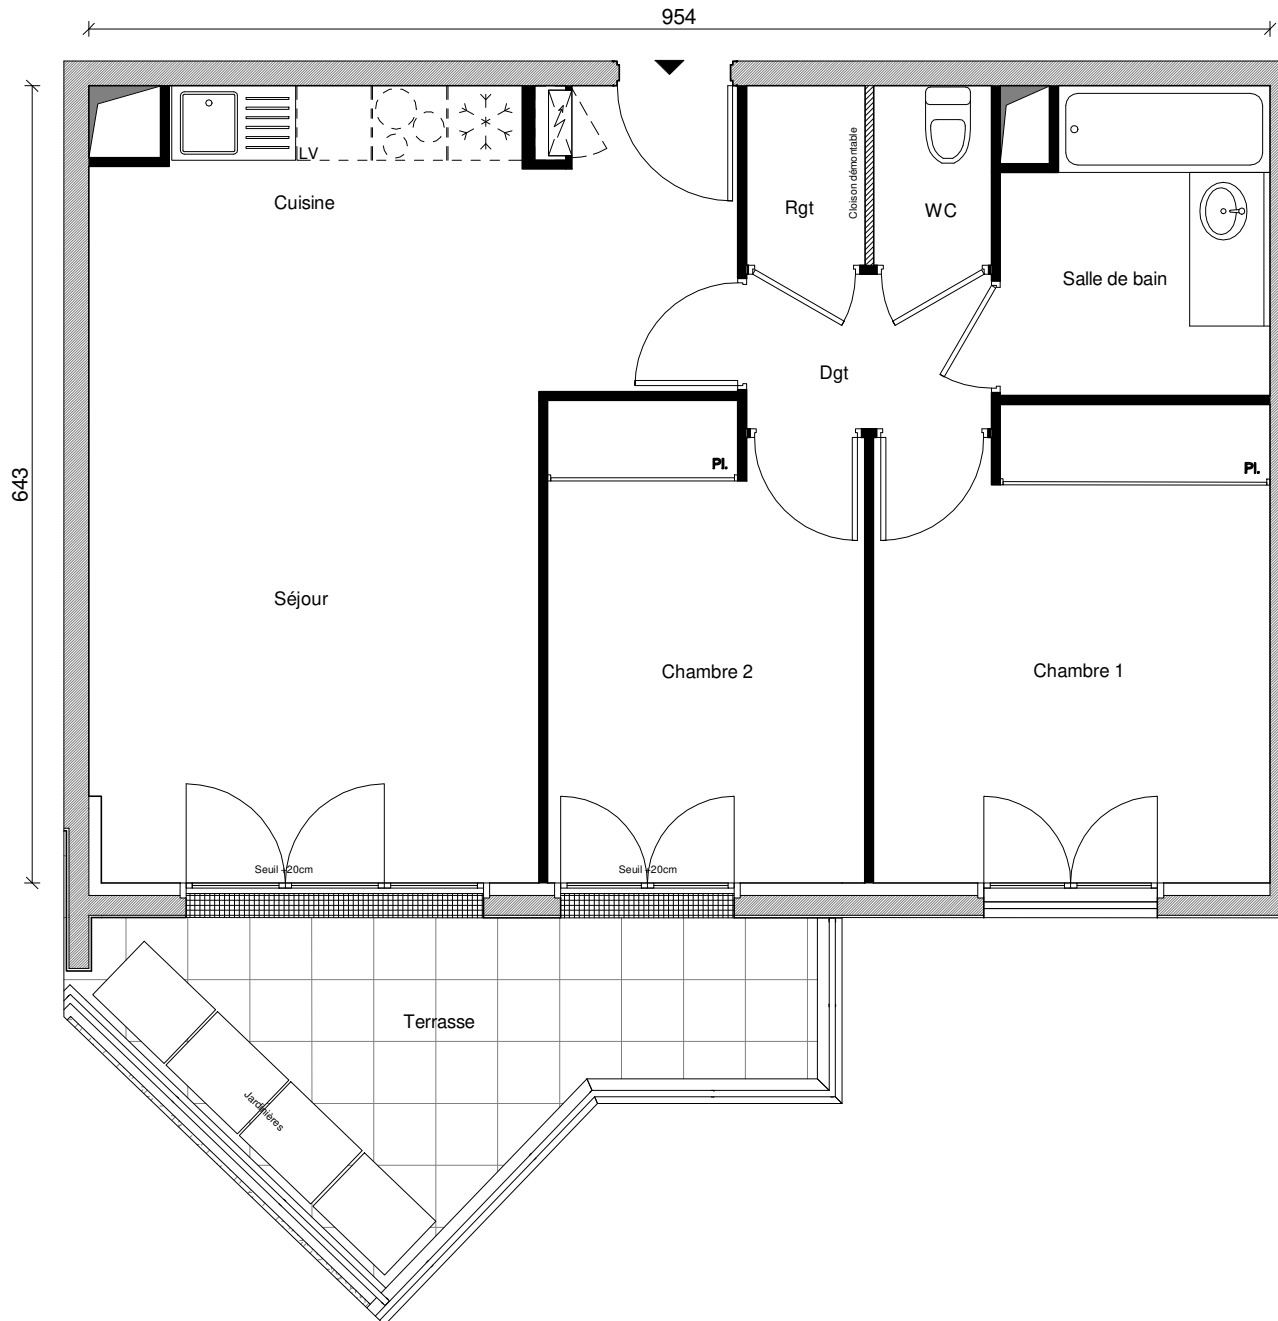 954
LV
Cuisine
Rgt
Cloison démontable
WC
Salle de bain
Dgt
Pl.
Pl.
643
Séjour
Chambre 2
Chambre 1
Seuil +20cm
Seuil +20cm
Terrasse
Jardinières